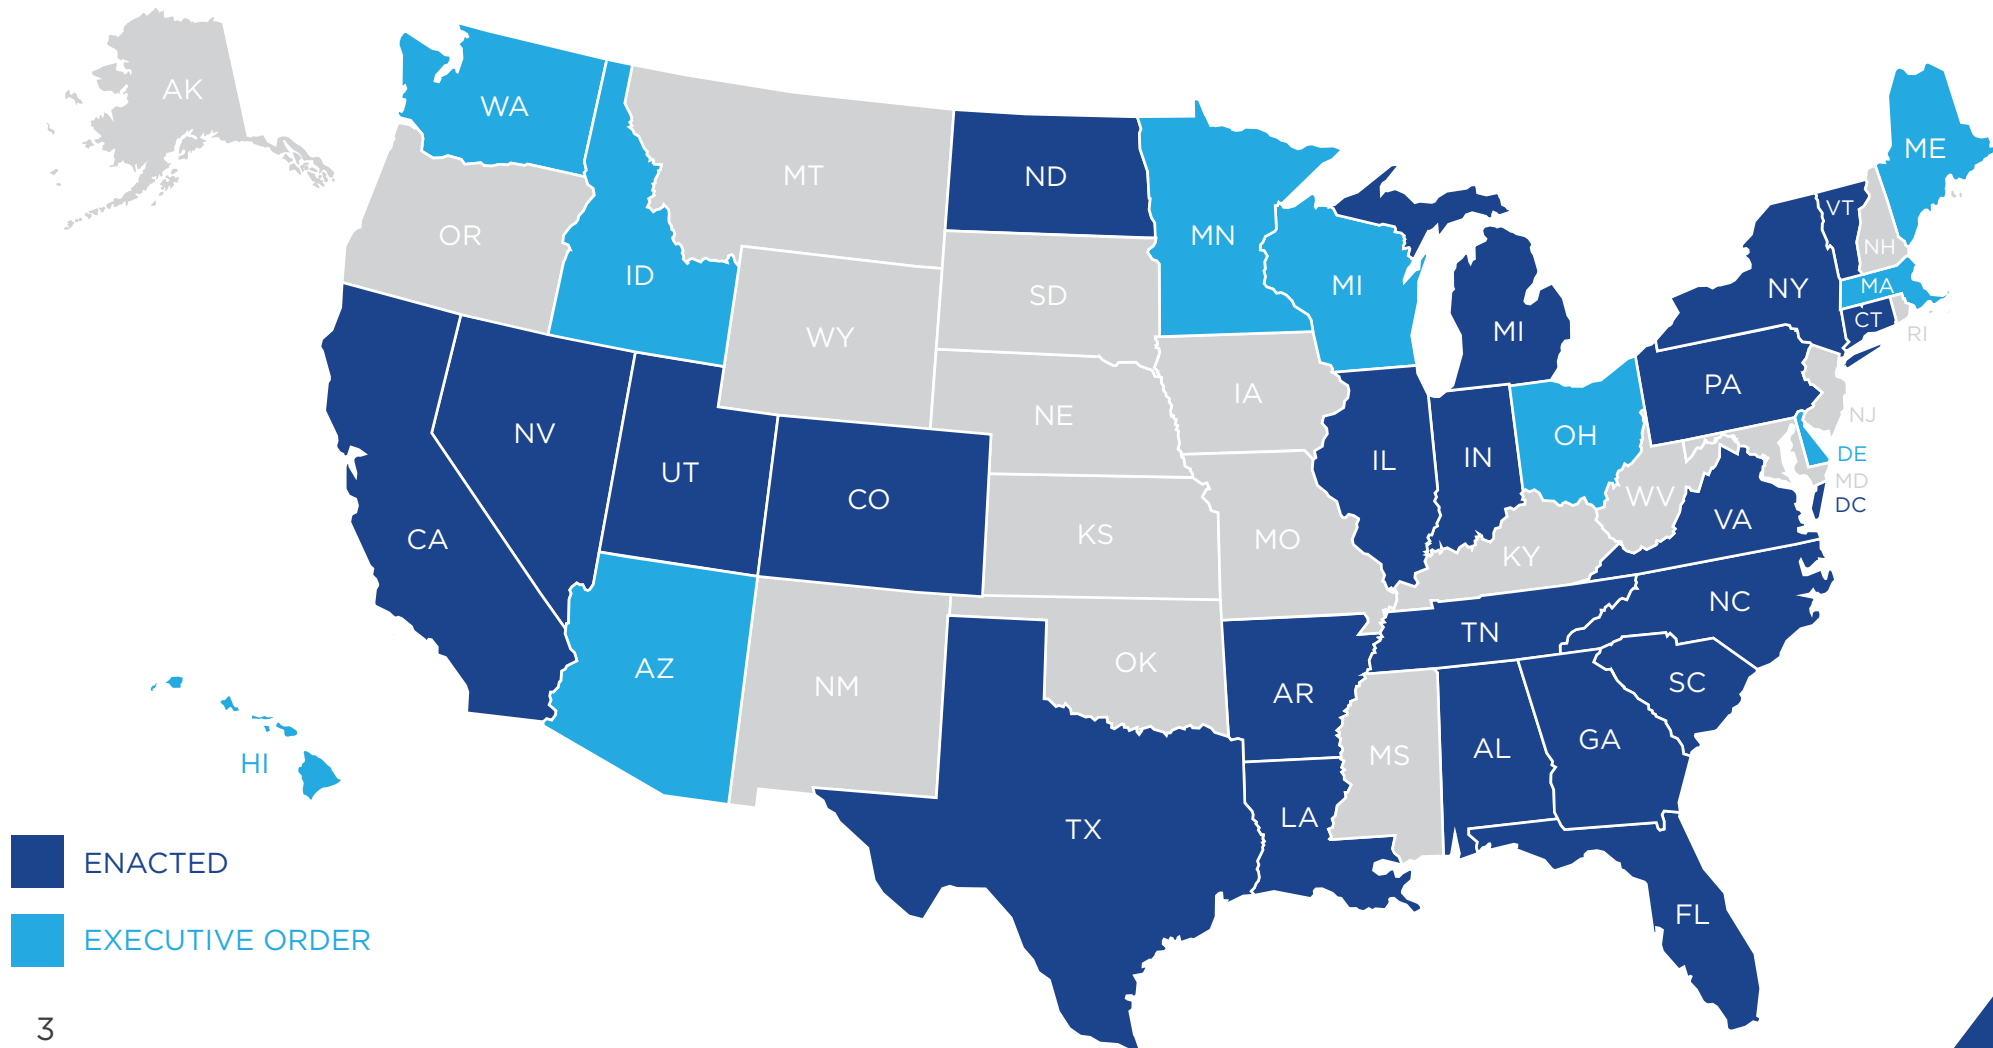 AK
WA
ME
MT
ND
VT
OR
MN
NH
ID
MI
MA
SD
NY
CT
WY
MI
RI
PA
IA
NE
NJ
NV
OH
DE
UT
IL
IN
MD
CO
WV
DC
VA
CA
KS
MO
KY
NC
TN
AZ
OK
SC
NM
AR
GA
AL
MS
HI
LA
TX
ENACTED
FL
EXECUTIVE ORDER
3